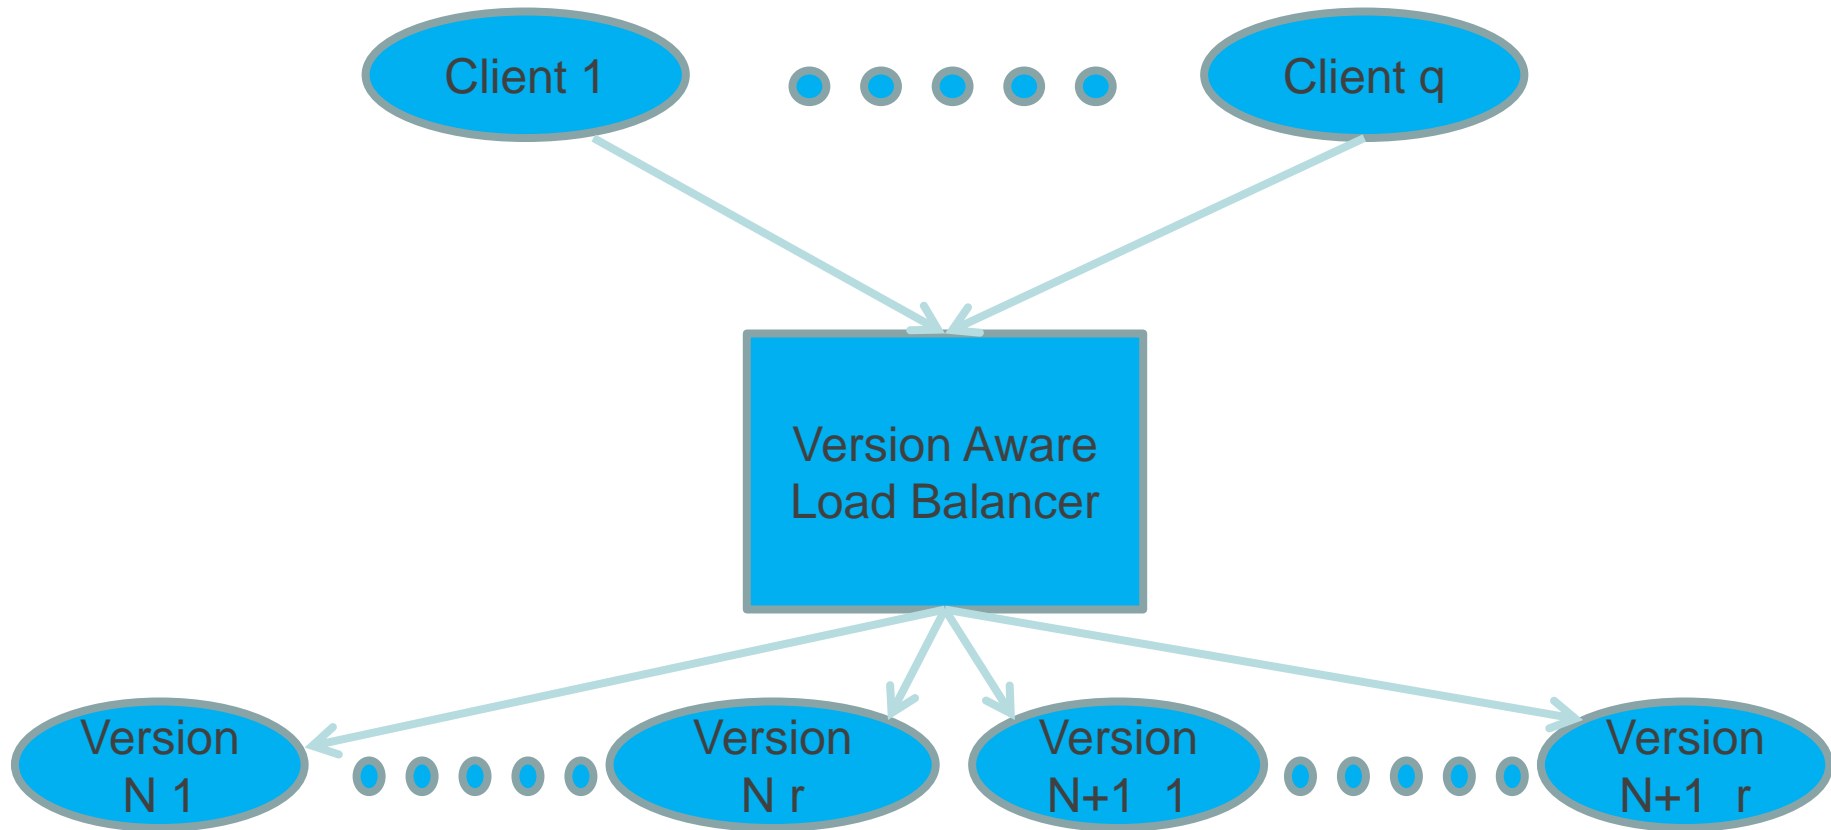 Client 1
Client q
Version Aware
Load Balancer
Version
N 1
Version
N r
Version
N+1 1
Version
N+1 r